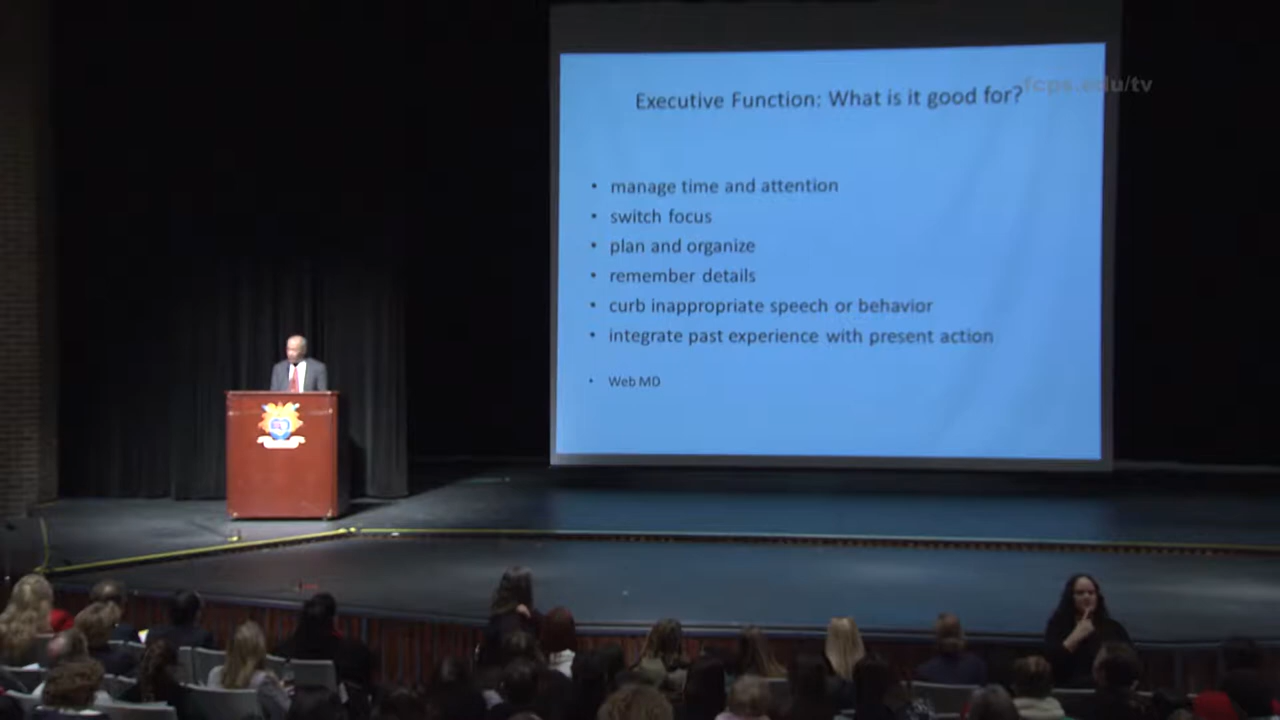 fcps.edu/tv
Executive Function: What is it good for?
• manage time and attention
• switch focus
• plan and organize
• remember details
• curb inappropriate speech or behavior
• integrate past experience with present action
• Web MD